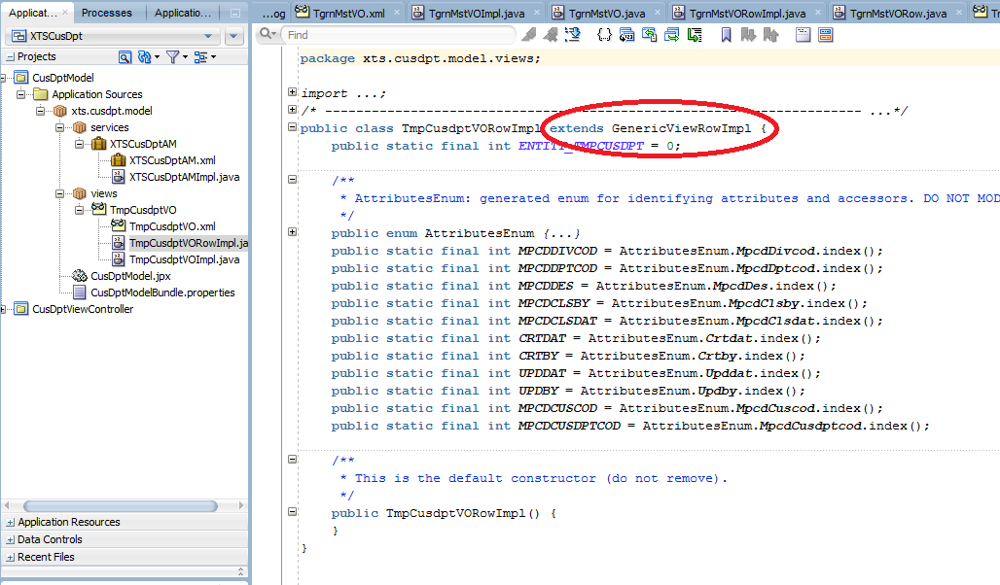 Applicat...
Processes
Applicatio...
...og
TgrnMstVO.xml
TgrnMstVOImpl.java
TgrnMstVO.java
TgrnMstVORowImpl.java
TgrnMstVORow.java
XTSCusDpt
Find
Projects
CusDptModel
Application Sources
xts.cusdpt.model
services
XTSCusDptAM
XTSCusDptAM.xml
XTSCusDptAMImpl.java
views
TmpCusdptVO
TmpCusdptVO.xml
TmpCusdptVORowImpl.ja
TmpCusdptVOImpl.java
CusDptModel.jpx
CusDptModelBundle.properties
CusDptViewController
Application Resources
Data Controls
Recent Files
package xts.cusdpt.model.views;
import ...;
/* --------------------------------------------------------------------- ...*/
public class TmpCusdptVORowImpl extends GenericViewRowImpl {
public static final int ENTITY_TMPCUSDPT = 0;
/**
* AttributesEnum: generated enum for identifying attributes and accessors. DO NOT MOD
*/
public enum AttributesEnum {...}
public static final int MPCDDIVCOD = AttributesEnum.MpcdDivcod.index();
public static final int MPCDDPTCOD = AttributesEnum.MpcdDptcod.index();
public static final int MPCDDES = AttributesEnum.MpcdDes.index();
public static final int MPCDCLSBY = AttributesEnum.MpcdClsby.index();
public static final int MPCDCLSDAT = AttributesEnum.MpcdClsdat.index();
public static final int CRTDAT = AttributesEnum.Crtdat.index();
public static final int CRTBY = AttributesEnum.Crtby.index();
public static final int UPDDAT = AttributesEnum.Upddat.index();
public static final int UPDBY = AttributesEnum.Updby.index();
public static final int MPCDCUSCOD = AttributesEnum.MpcdCuscod.index();
public static final int MPCDCUSDPTCOD = AttributesEnum.MpcdCusdptcod.index();
/**
* This is the default constructor (do not remove).
*/
public TmpCusdptVORowImpl() {
}
}